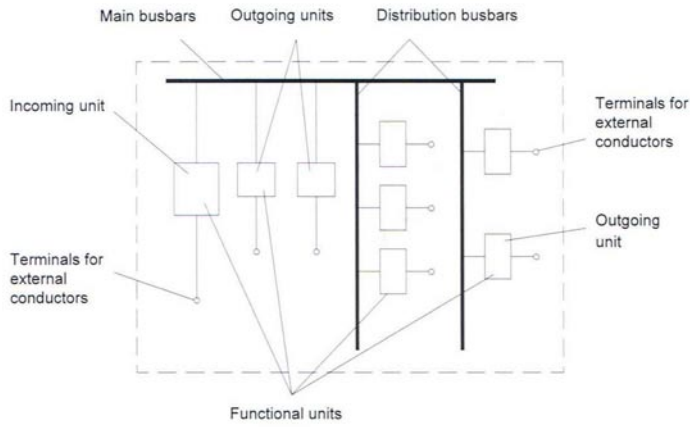 Main busbars
Outgoing units
Distribution busbars
Incoming unit
Terminals for
external
conductors
Outgoing
unit
Terminals for
external
conductors
Functional units